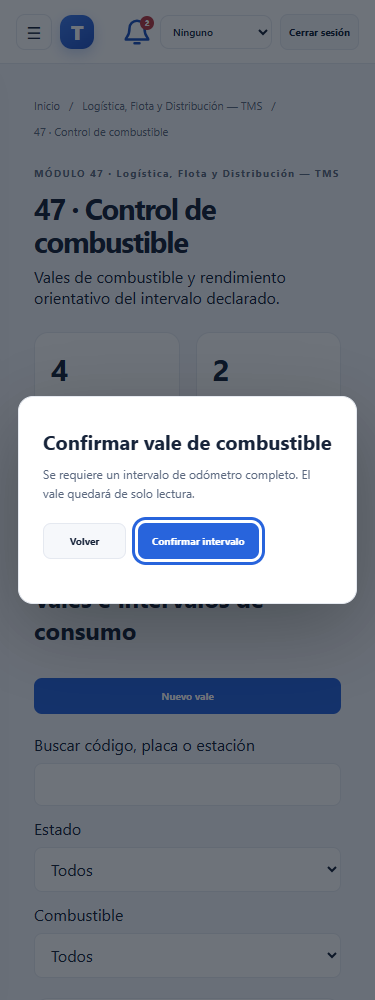 ☰
T
2
Ninguno
Cerrar sesión
Inicio / Logística, Flota y Distribución — TMS /
47 · Control de combustible
MÓDULO 47 · Logística, Flota y Distribución — TMS
47 · Control de
combustible
Vales de combustible y rendimiento
orientativo del intervalo declarado.
4
2
Confirmar vale de combustible
Se requiere un intervalo de odómetro completo. El
vale quedará de solo lectura.
Volver
Confirmar intervalo
Vales e intervalos de
consumo
Nuevo vale
Buscar código, placa o estación
Estado
Todos
Combustible
Todos